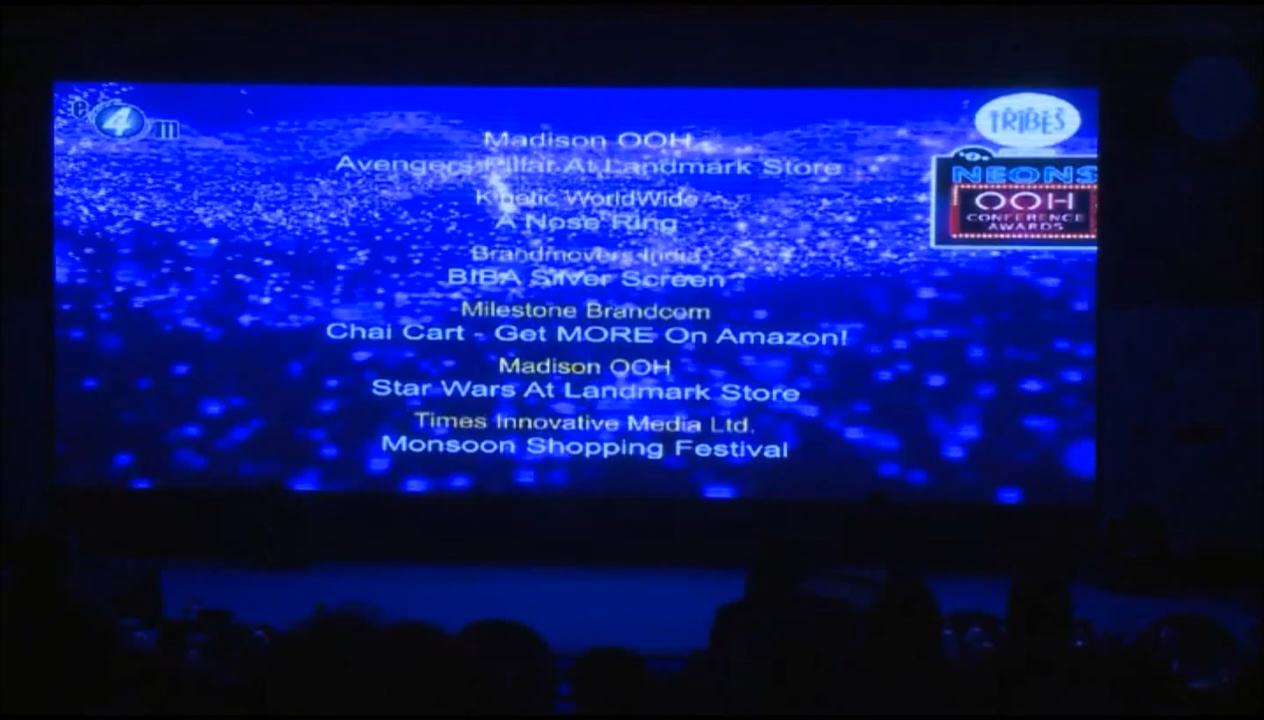 e4m
TRIBES
NEONS
OOH
CONFERENCE
AWARDS
Madison OOH
Avengers Pillar At Landmark Store
Kinetic WorldWide
A Nose Ring
Brandmovers India
BIBA Silver Screen
Milestone Brandcom
Chai Cart - Get MORE On Amazon!
Madison OOH
Star Wars At Landmark Store
Times Innovative Media Ltd.
Monsoon Shopping Festival